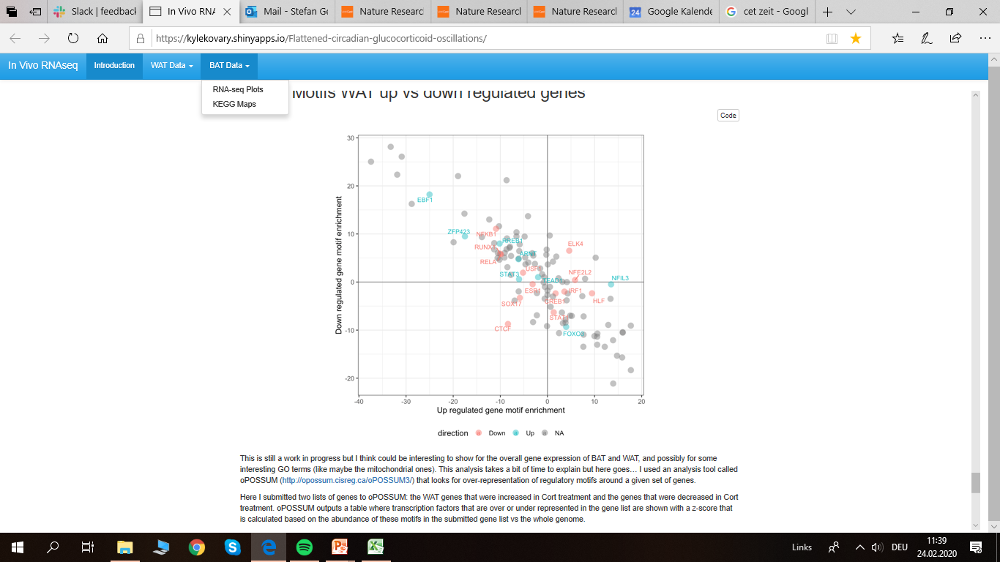 Slack | feedback
In Vivo RNA
Mail - Stefan Ge
Nature Research
Nature Research
Nature Research
24
Google Kalende
cet zeit - Googl
https://kylekovary.shinyapps.io/Flattened-circadian-glucocorticoid-oscillations/
In Vivo RNAseq
Introduction
WAT Data
BAT Data
RNA-seq Plots
KEGG Maps
Motifs WAT up vs down regulated genes
Code
Down regulated gene motif enrichment
30
20
10
0
-10
-20
EBF1
ZFP423
NFKB1
RREB1
RUNX1
ARNT
RELA
USF1
STAT3
TEAD1
ESR1
SOX17
CTCF
ELK4
NFE2L2
NFIL3
IRF1
CREB1
HLF
STAT1
FOXO3
-40
-30
-20
-10
0
10
20
Up regulated gene motif enrichment
direction Down Up NA
This is still a work in progress but I think could be interesting to show for the overall gene expression of BAT and WAT, and possibly for some
interesting GO terms (like maybe the mitochondrial ones). This analysis takes a bit of time to explain but here goes… I used an analysis tool called
oPOSSUM (http://opossum.cisreg.ca/oPOSSUM3/) that looks for over-representation of regulatory motifs around a given set of genes.
Here I submitted two lists of genes to oPOSSUM: the WAT genes that were increased in Cort treatment and the genes that were decreased in Cort
treatment. oPOSSUM outputs a table where transcription factors that are over or under represented in the gene list are shown with a z-score that
is calculated based on the abundance of these motifs in the submitted gene list vs the whole genome.
Links
DEU
11:39
24.02.2020